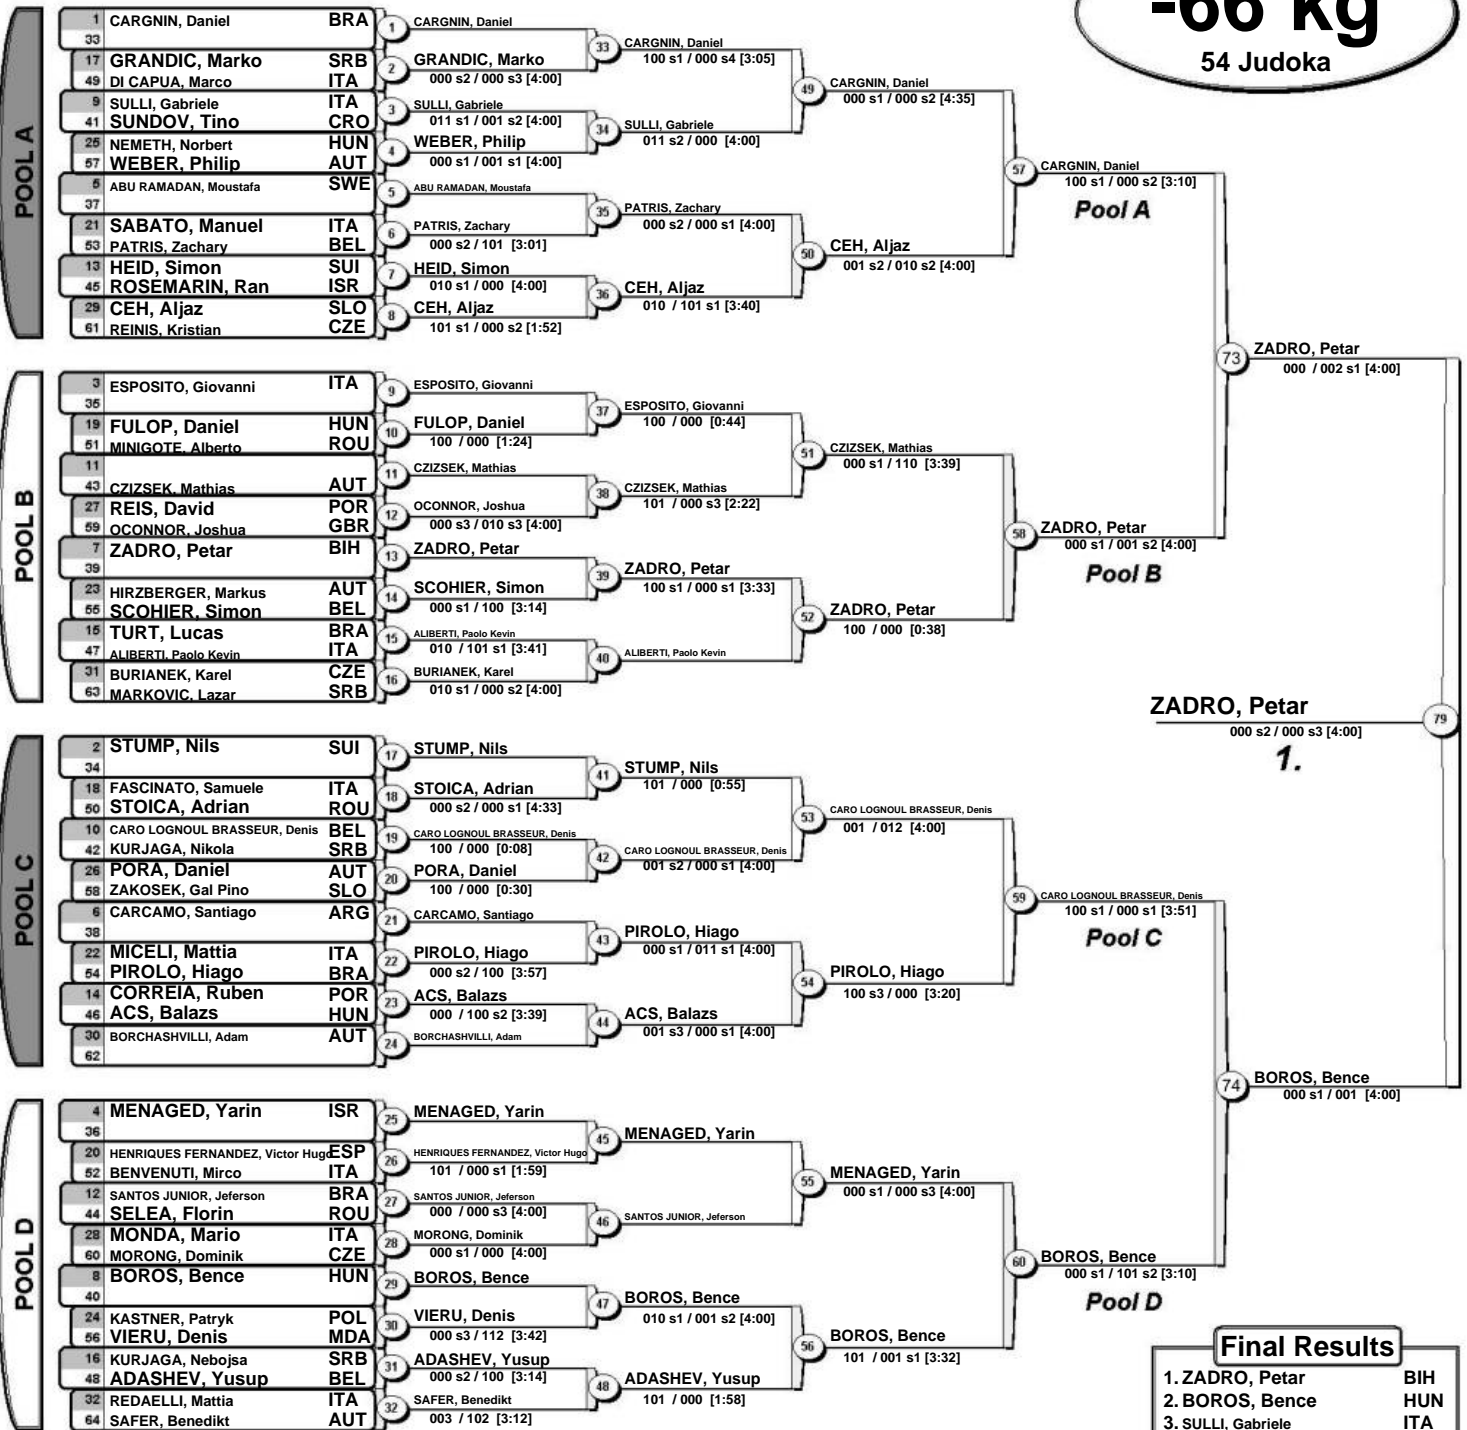 -66 kg
54 Judoka
POOL A
1 CARGNIN, Daniel BRA
33
17 GRANDIC, Marko SRB
49 DI CAPUA, Marco ITA
9 SULLI, Gabriele ITA
41 SUNDOV, Tino CRO
25 NEMETH, Norbert HUN
57 WEBER, Philip AUT
5 ABU RAMADAN, Moustafa SWE
37
21 SABATO, Manuel ITA
53 PATRIS, Zachary BEL
13 HEID, Simon SUI
45 ROSEMARIN, Ran ISR
29 CEH, Aljaz SLO
61 REINIS, Kristian CZE
1 CARGNIN, Daniel
2 GRANDIC, Marko
000 s2 / 000 s3 [4:00]
3 SULLI, Gabriele
011 s1 / 001 s2 [4:00]
4 WEBER, Philip
000 s1 / 001 s1 [4:00]
5 ABU RAMADAN, Moustafa
6 PATRIS, Zachary
000 s2 / 101 [3:01]
7 HEID, Simon
010 s1 / 000 [4:00]
8 CEH, Aljaz
101 s1 / 000 s2 [1:52]
33 CARGNIN, Daniel
100 s1 / 000 s4 [3:05]
34 SULLI, Gabriele
011 s2 / 000 [4:00]
35 PATRIS, Zachary
000 s2 / 000 s1 [4:00]
36 CEH, Aljaz
010 / 101 s1 [3:40]
49 CARGNIN, Daniel
000 s1 / 000 s2 [4:35]
50 CEH, Aljaz
001 s2 / 010 s2 [4:00]
57 CARGNIN, Daniel
100 s1 / 000 s2 [3:10]
Pool A
POOL B
3 ESPOSITO, Giovanni ITA
35
19 FULOP, Daniel HUN
51 MINIGOTE, Alberto ROU
11
43 CZIZSEK, Mathias AUT
27 REIS, David POR
59 OCONNOR, Joshua GBR
7 ZADRO, Petar BIH
39
23 HIRZBERGER, Markus AUT
55 SCOHIER, Simon BEL
15 TURT, Lucas BRA
47 ALIBERTI, Paolo Kevin ITA
31 BURIANEK, Karel CZE
63 MARKOVIC, Lazar SRB
9 ESPOSITO, Giovanni
10 FULOP, Daniel
100 / 000 [1:24]
11 CZIZSEK, Mathias
12 OCONNOR, Joshua
000 s3 / 010 s3 [4:00]
13 ZADRO, Petar
14 SCOHIER, Simon
000 s1 / 100 [3:14]
15 ALIBERTI, Paolo Kevin
010 / 101 s1 [3:41]
16 BURIANEK, Karel
010 s1 / 000 s2 [4:00]
37 ESPOSITO, Giovanni
100 / 000 [0:44]
38 CZIZSEK, Mathias
101 / 000 s3 [2:22]
39 ZADRO, Petar
100 s1 / 000 s1 [3:33]
40 ALIBERTI, Paolo Kevin
51 CZIZSEK, Mathias
000 s1 / 110 [3:39]
52 ZADRO, Petar
100 / 000 [0:38]
58 ZADRO, Petar
000 s1 / 001 s2 [4:00]
Pool B
73 ZADRO, Petar
000 / 002 s1 [4:00]
ZADRO, Petar 79
000 s2 / 000 s3 [4:00]
1.
POOL C
2 STUMP, Nils SUI
34
18 FASCINATO, Samuele ITA
50 STOICA, Adrian ROU
10 CARO LOGNOUL BRASSEUR, Denis BEL
42 KURJAGA, Nikola SRB
26 PORA, Daniel AUT
58 ZAKOSEK, Gal Pino SLO
6 CARCAMO, Santiago ARG
38
22 MICELI, Mattia ITA
54 PIROLO, Hiago BRA
14 CORREIA, Ruben POR
46 ACS, Balazs HUN
30 BORCHASHVILLI, Adam AUT
62
17 STUMP, Nils
18 STOICA, Adrian
000 s2 / 000 s1 [4:33]
19 CARO LOGNOUL BRASSEUR, Denis
100 / 000 [0:08]
20 PORA, Daniel
100 / 000 [0:30]
21 CARCAMO, Santiago
22 PIROLO, Hiago
000 s2 / 100 [3:57]
23 ACS, Balazs
000 / 100 s2 [3:39]
24 BORCHASHVILLI, Adam
41 STUMP, Nils
101 / 000 [0:55]
42 CARO LOGNOUL BRASSEUR, Denis
001 s2 / 000 s1 [4:00]
43 PIROLO, Hiago
000 s1 / 011 s1 [4:00]
44 ACS, Balazs
001 s3 / 000 s1 [4:00]
53 CARO LOGNOUL BRASSEUR, Denis
001 / 012 [4:00]
54 PIROLO, Hiago
100 s3 / 000 [3:20]
59 CARO LOGNOUL BRASSEUR, Denis
100 s1 / 000 s1 [3:51]
Pool C
74 BOROS, Bence
000 s1 / 001 [4:00]
POOL D
4 MENAGED, Yarin ISR
36
20 HENRIQUES FERNANDEZ, Victor Hugo ESP
52 BENVENUTI, Mirco ITA
12 SANTOS JUNIOR, Jeferson BRA
44 SELEA, Florin ROU
28 MONDA, Mario ITA
60 MORONG, Dominik CZE
8 BOROS, Bence HUN
40
24 KASTNER, Patryk POL
56 VIERU, Denis MDA
16 KURJAGA, Nebojsa SRB
48 ADASHEV, Yusup BEL
32 REDAELLI, Mattia ITA
64 SAFER, Benedikt AUT
25 MENAGED, Yarin
26 HENRIQUES FERNANDEZ, Victor Hugo
101 / 000 s1 [1:59]
27 SANTOS JUNIOR, Jeferson
000 / 000 s3 [4:00]
28 MORONG, Dominik
000 s1 / 000 [4:00]
29 BOROS, Bence
30 VIERU, Denis
000 s3 / 112 [3:42]
31 ADASHEV, Yusup
000 s2 / 100 [3:14]
32 SAFER, Benedikt
003 / 102 [3:12]
45 MENAGED, Yarin
46 SANTOS JUNIOR, Jeferson
47 BOROS, Bence
010 s1 / 001 s2 [4:00]
48 ADASHEV, Yusup
101 / 000 [1:58]
55 MENAGED, Yarin
000 s1 / 000 s3 [4:00]
56 BOROS, Bence
101 / 001 s1 [3:32]
60 BOROS, Bence
000 s1 / 101 s2 [3:10]
Pool D
Final Results
1. ZADRO, Petar BIH
2. BOROS, Bence HUN
3. SULLI, Gabriele ITA